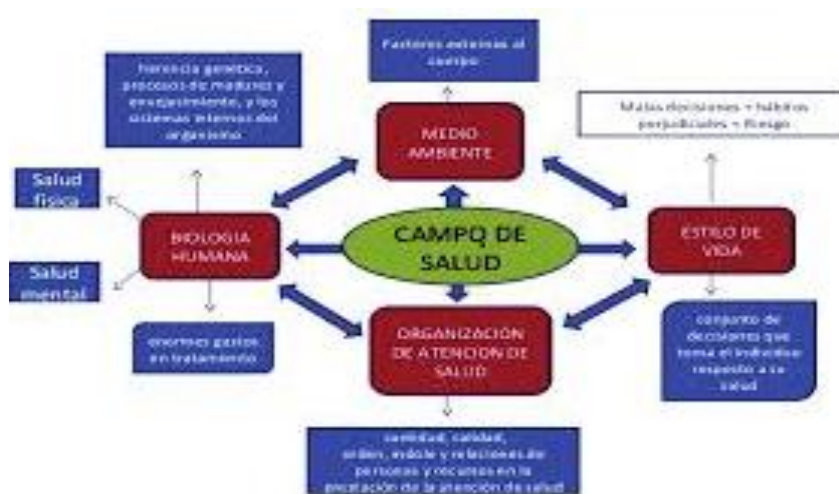 Factores externos al
cuerpo
herencia genética,
procesos de madurez y
envejecimiento, y los
sistemas internos del
organismo
Malas decisiones + hábitos
perjudiciales = Riesgo
MEDIO
AMBIENTE
Salud
física
BIOLOGIA
HUMANA
CAMPO DE
SALUD
ESTILO DE
VIDA
Salud
mental
enormes gastos
en tratamiento
ORGANIZACIÓN
DE ATENCION DE
SALUD
conjunto de
decisiones que
toma el individuo
respecto a su
salud
cantidad, calidad,
orden, índole y relaciones de
personas y recursos en la
prestación de la atención de salud